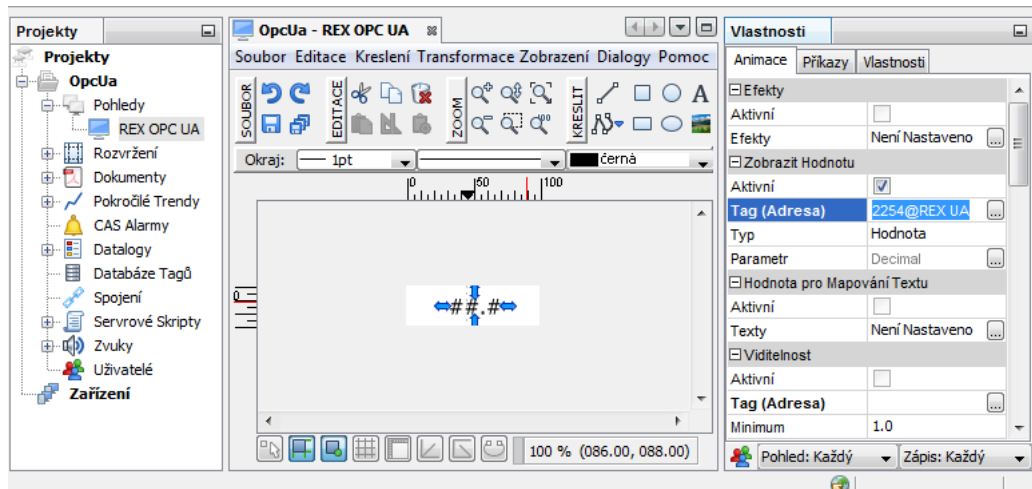 Projekty
Projekty
OpcUa
Pohledy
REX OPC UA
Rozvržení
Dokumenty
Pokročilé Trendy
CAS Alarmy
Datalogy
Databáze Tagů
Spojení
Servrové Skripty
Zvuky
Uživatelé
Zařízení
OpcUa - REX OPC UA
Soubor Editace Kreslení Transformace Zobrazení Dialogy Pomoc
SOUBOR
EDITACE
ZOOM
KRESLIT
Okraj: 1pt černá
0 50 100
0
##.#
100 % (086.00, 088.00)
Vlastnosti
Animace Příkazy Vlastnosti
Efekty
Aktivní
Efekty Není Nastaveno ...
Zobrazit Hodnotu
Aktivní
Tag (Adresa) 2254@REX UA ...
Typ Hodnota
Parametr Decimal ...
Hodnota pro Mapování Textu
Aktivní
Texty Není Nastaveno ...
Viditelnost
Aktivní
Tag (Adresa) ...
Minimum 1.0
Pohled: Každý Zápis: Každý